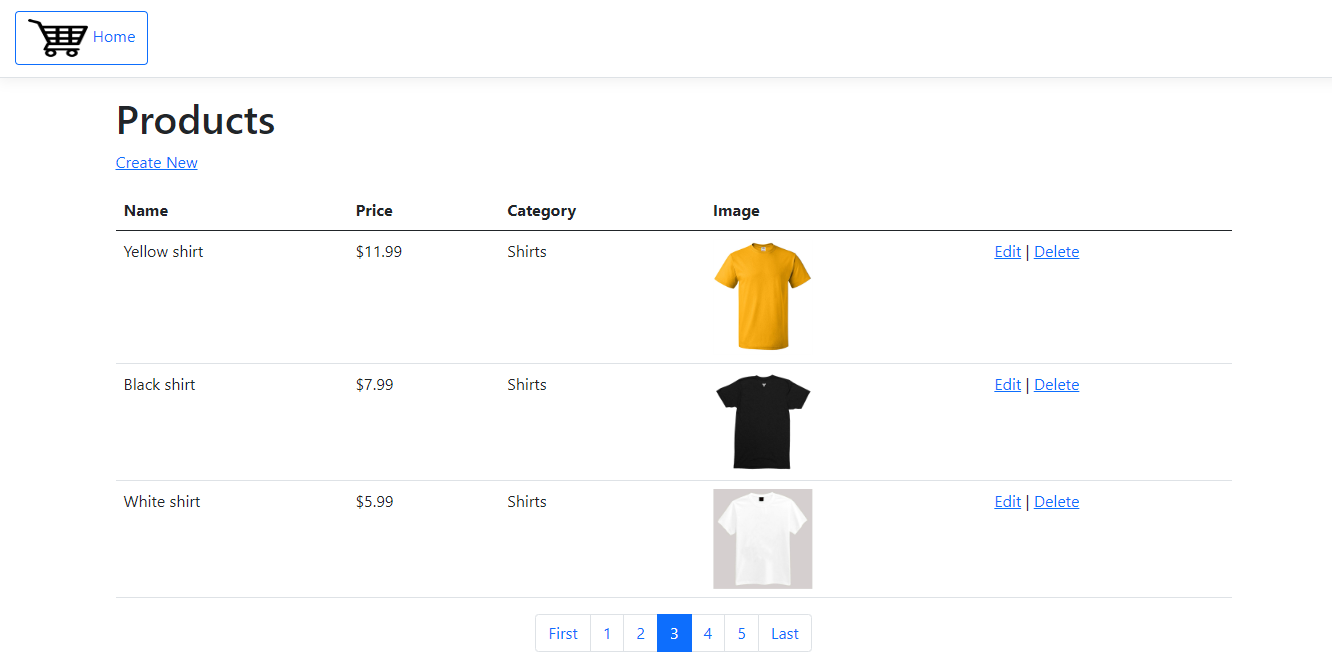 Home
Products
Create New
Name Price Category Image
Yellow shirt $11.99 Shirts Edit | Delete
Black shirt $7.99 Shirts Edit | Delete
White shirt $5.99 Shirts Edit | Delete
First 1 2 3 4 5 Last